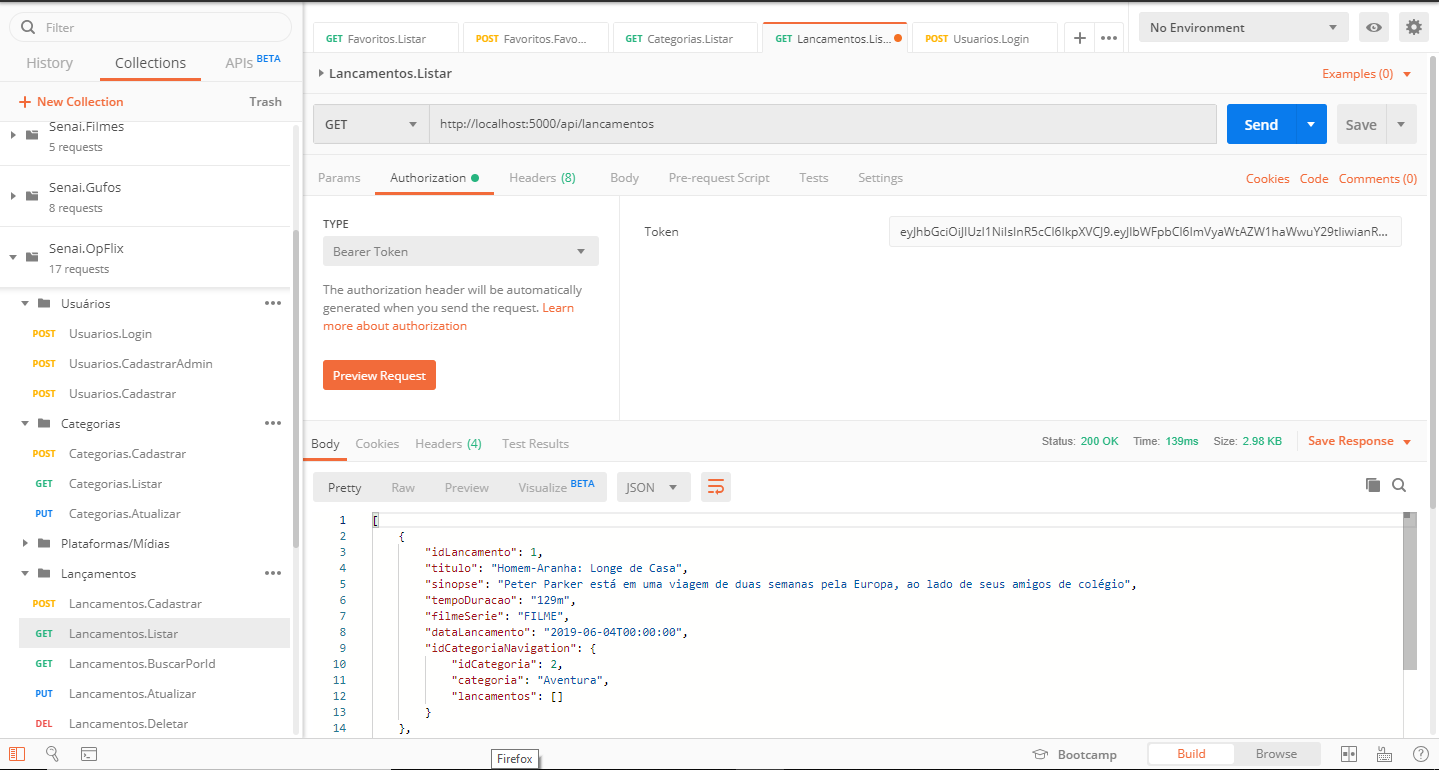 Filter
History Collections APIs BETA
+ New Collection Trash
Senai.Filmes
5 requests
Senai.Gufos
8 requests
Senai.OpFlix
17 requests
Usuários
POST Usuarios.Login
POST Usuarios.CadastrarAdmin
POST Usuarios.Cadastrar
Categorias
POST Categorias.Cadastrar
GET Categorias.Listar
PUT Categorias.Atualizar
Plataformas/Mídias
Lançamentos
POST Lancamentos.Cadastrar
GET Lancamentos.Listar
GET Lancamentos.BuscarPorId
PUT Lancamentos.Atualizar
DEL Lancamentos.Deletar
GET Favoritos.Listar POST Favoritos.Favo... GET Categorias.Listar GET Lancamentos.Lis... POST Usuarios.Login
No Environment
Lancamentos.Listar Examples (0)
GET http://localhost:5000/api/lancamentos Send Save
Params Authorization Headers (8) Body Pre-request Script Tests Settings Cookies Code Comments (0)
TYPE
Bearer Token
The authorization header will be automatically
generated when you send the request. Learn
more about authorization
Preview Request
Token
Body Cookies Headers (4) Test Results Status: 200 OK Time: 139ms Size: 2.98 KB Save Response
Pretty Raw Preview Visualize BETA JSON
1 [
2 {
3 "idLancamento": 1,
4 "titulo": "Homem-Aranha: Longe de Casa",
5 "sinopse": "Peter Parker está em uma viagem de duas semanas pela Europa, ao lado de seus amigos de colégio",
6 "tempoDuracao": "129m",
7 "filmeSerie": "FILME",
8 "dataLancamento": "2019-06-04T00:00:00",
9 "idCategoriaNavigation": {
10 "idCategoria": 2,
11 "categoria": "Aventura",
12 "lancamentos": []
13 }
14 },
Firefox
Bootcamp Build Browse